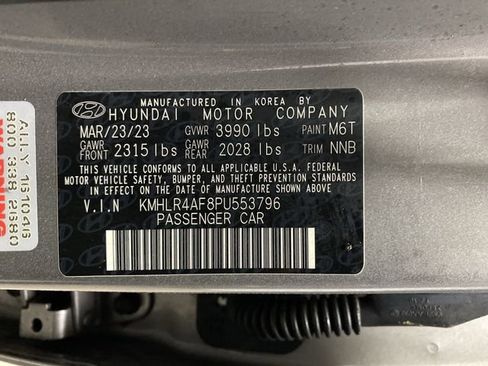 MANUFACTURED IN KOREA BY
HYUNDAI MOTOR COMPANY
MAR/23/23 GVWR 3990 lbs PAINT M6T
GAWR FRONT 2315 lbs GAWR REAR 2028 lbs TRIM NNB
THIS VEHICLE CONFORMS TO ALL APPLICABLE U.S.A. FEDERAL
MOTOR VEHICLE SAFETY, BUMPER, AND THEFT PREVENTION STANDARDS
IN EFFECT ON THE DATE OF MANUFACTURE SHOWN ABOVE.
V.I.N KMHLR4AF8PU553796
PASSENGER CAR
WARNING